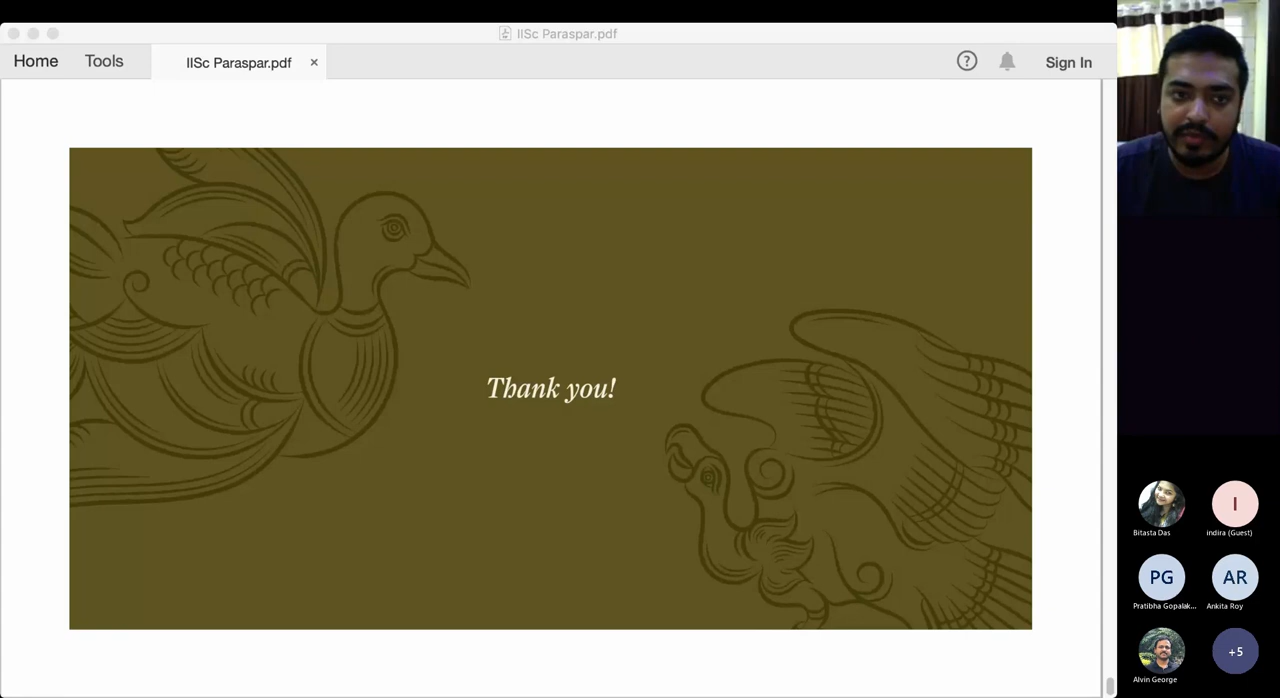 IISc Paraspar.pdf
Home
Tools
IISc Paraspar.pdf
×
?
Sign In
Thank you!
Bitasta Das
I
indira (Guest)
PG
Pratibha Gopalak...
AR
Ankita Roy
Alvin George
+5